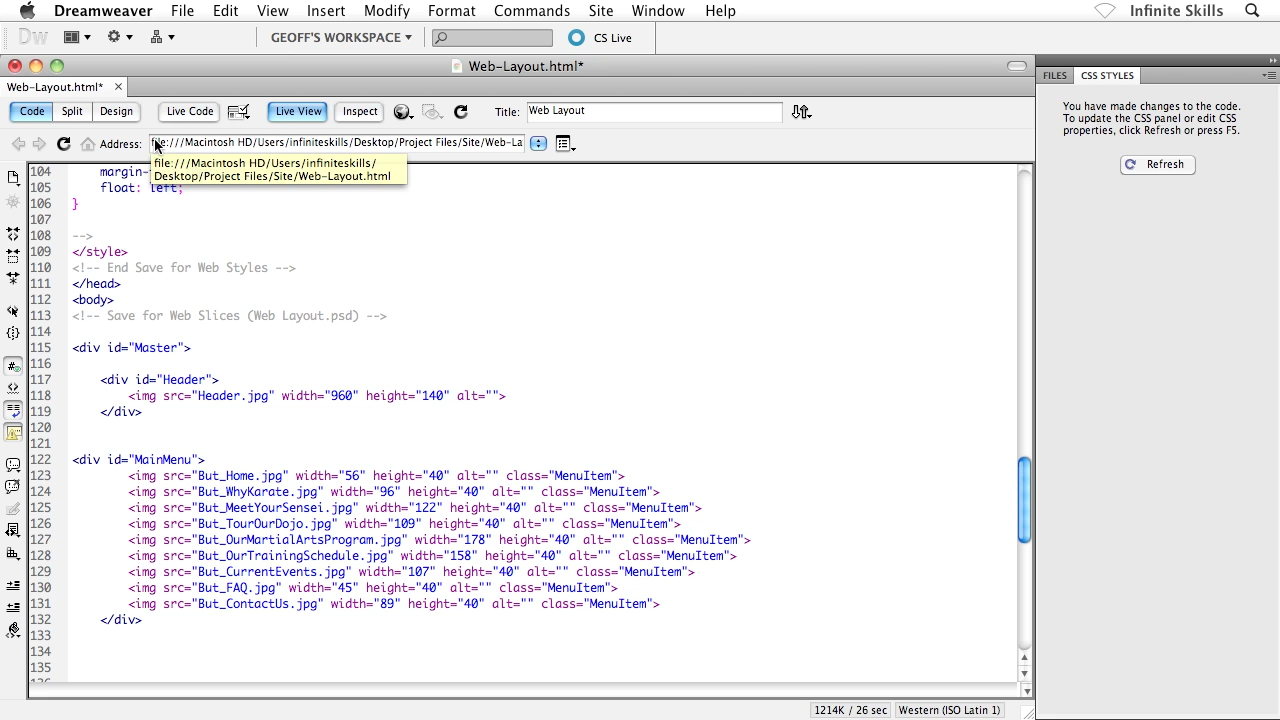 Dreamweaver File Edit View Insert Modify Format Commands Site Window Help Infinite Skills
Dw GEOFF'S WORKSPACE CS Live
Web-Layout.html*
Web-Layout.html* FILES CSS STYLES
Code Split Design Live Code Live View Inspect Title: Web Layout
You have made changes to the code.
To update the CSS panel or edit CSS
properties, click Refresh or press F5.
Refresh
Address: file:///Macintosh HD/Users/infiniteskills/Desktop/Project Files/Site/Web-La
file:///Macintosh HD/Users/infiniteskills/
Desktop/Project Files/Site/Web-Layout.html
104 margin-
105 float: left;
106 }
107
108 -->
109 </style>
110 <!-- End Save for Web Styles -->
111 </head>
112 <body>
113 <!-- Save for Web Slices (Web Layout.psd) -->
114
115 <div id="Master">
116
117 <div id="Header">
118 <img src="Header.jpg" width="960" height="140" alt="">
119 </div>
120
121
122 <div id="MainMenu">
123 <img src="But_Home.jpg" width="56" height="40" alt="" class="MenuItem">
124 <img src="But_WhyKarate.jpg" width="96" height="40" alt="" class="MenuItem">
125 <img src="But_MeetYourSensei.jpg" width="122" height="40" alt="" class="MenuItem">
126 <img src="But_TourOurDojo.jpg" width="109" height="40" alt="" class="MenuItem">
127 <img src="But_OurMartialArtsProgram.jpg" width="178" height="40" alt="" class="MenuItem">
128 <img src="But_OurTrainingSchedule.jpg" width="158" height="40" alt="" class="MenuItem">
129 <img src="But_CurrentEvents.jpg" width="107" height="40" alt="" class="MenuItem">
130 <img src="But_FAQ.jpg" width="45" height="40" alt="" class="MenuItem">
131 <img src="But_ContactUs.jpg" width="89" height="40" alt="" class="MenuItem">
132 </div>
133
134
135
1214K / 26 sec Western (ISO Latin 1)